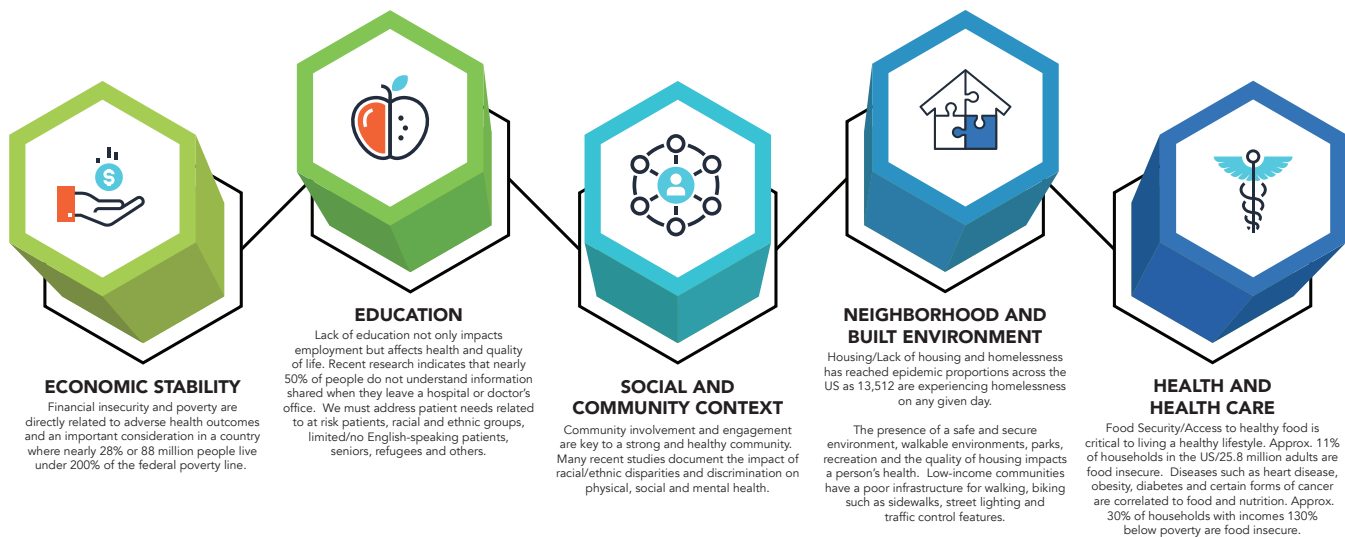 $
ECONOMIC STABILITY
Financial insecurity and poverty are
directly related to adverse health outcomes
and an important consideration in a country
where nearly 28% or 88 million people live
under 200% of the federal poverty line.
EDUCATION
Lack of education not only impacts
employment but affects health and quality
of life. Recent research indicates that nearly
50% of people do not understand information
shared when they leave a hospital or doctor's
office. We must address patient needs related
to at risk patients, racial and ethnic groups,
limited/no English-speaking patients,
seniors, refugees and others.
SOCIAL AND
COMMUNITY CONTEXT
Community involvement and engagement
are key to a strong and healthy community.
Many recent studies document the impact of
racial/ethnic disparities and discrimination on
physical, social and mental health.
NEIGHBORHOOD AND
BUILT ENVIRONMENT
Housing/Lack of housing and homelessness
has reached epidemic proportions across the
US as 13,512 are experiencing homelessness
on any given day.
The presence of a safe and secure
environment, walkable environments, parks,
recreation and the quality of housing impacts
a person's health. Low-income communities
have a poor infrastructure for walking, biking
such as sidewalks, street lighting and
traffic control features.
HEALTH AND
HEALTH CARE
Food Security/Access to healthy food is
critical to living a healthy lifestyle. Approx. 11%
of households in the US/25.8 million adults are
food insecure. Diseases such as heart disease,
obesity, diabetes and certain forms of cancer
are correlated to food and nutrition. Approx.
30% of households with incomes 130%
below poverty are food insecure.